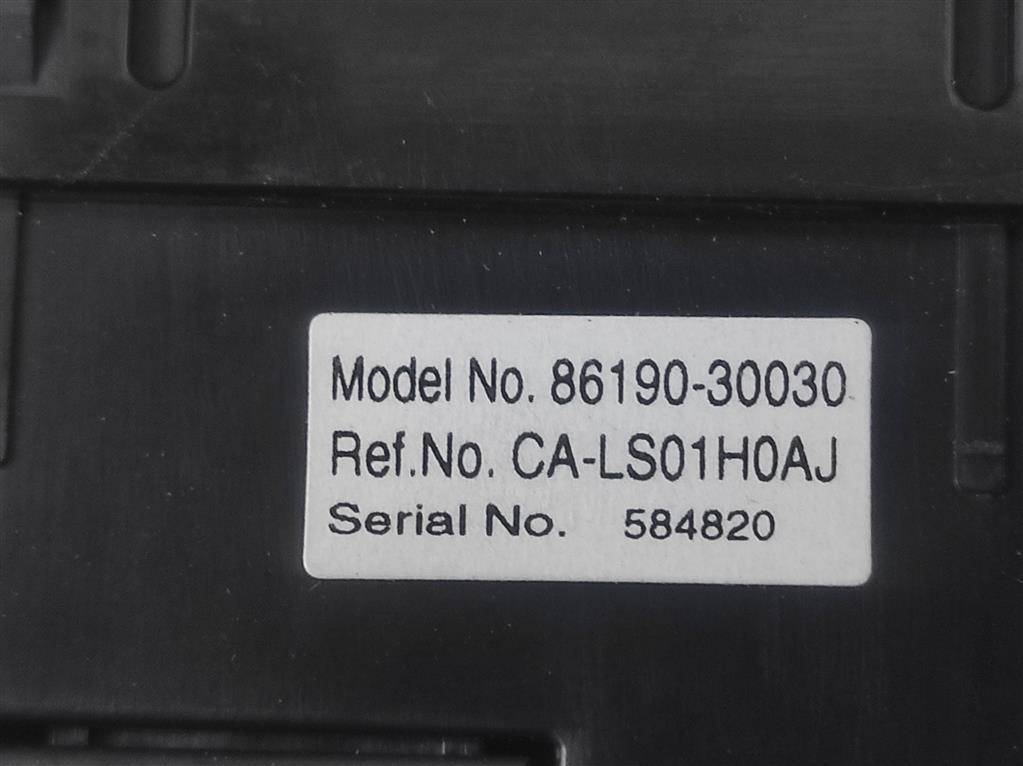 Model No. 86190-30030
Ref.No. CA-LS01H0AJ
Serial No. 584820